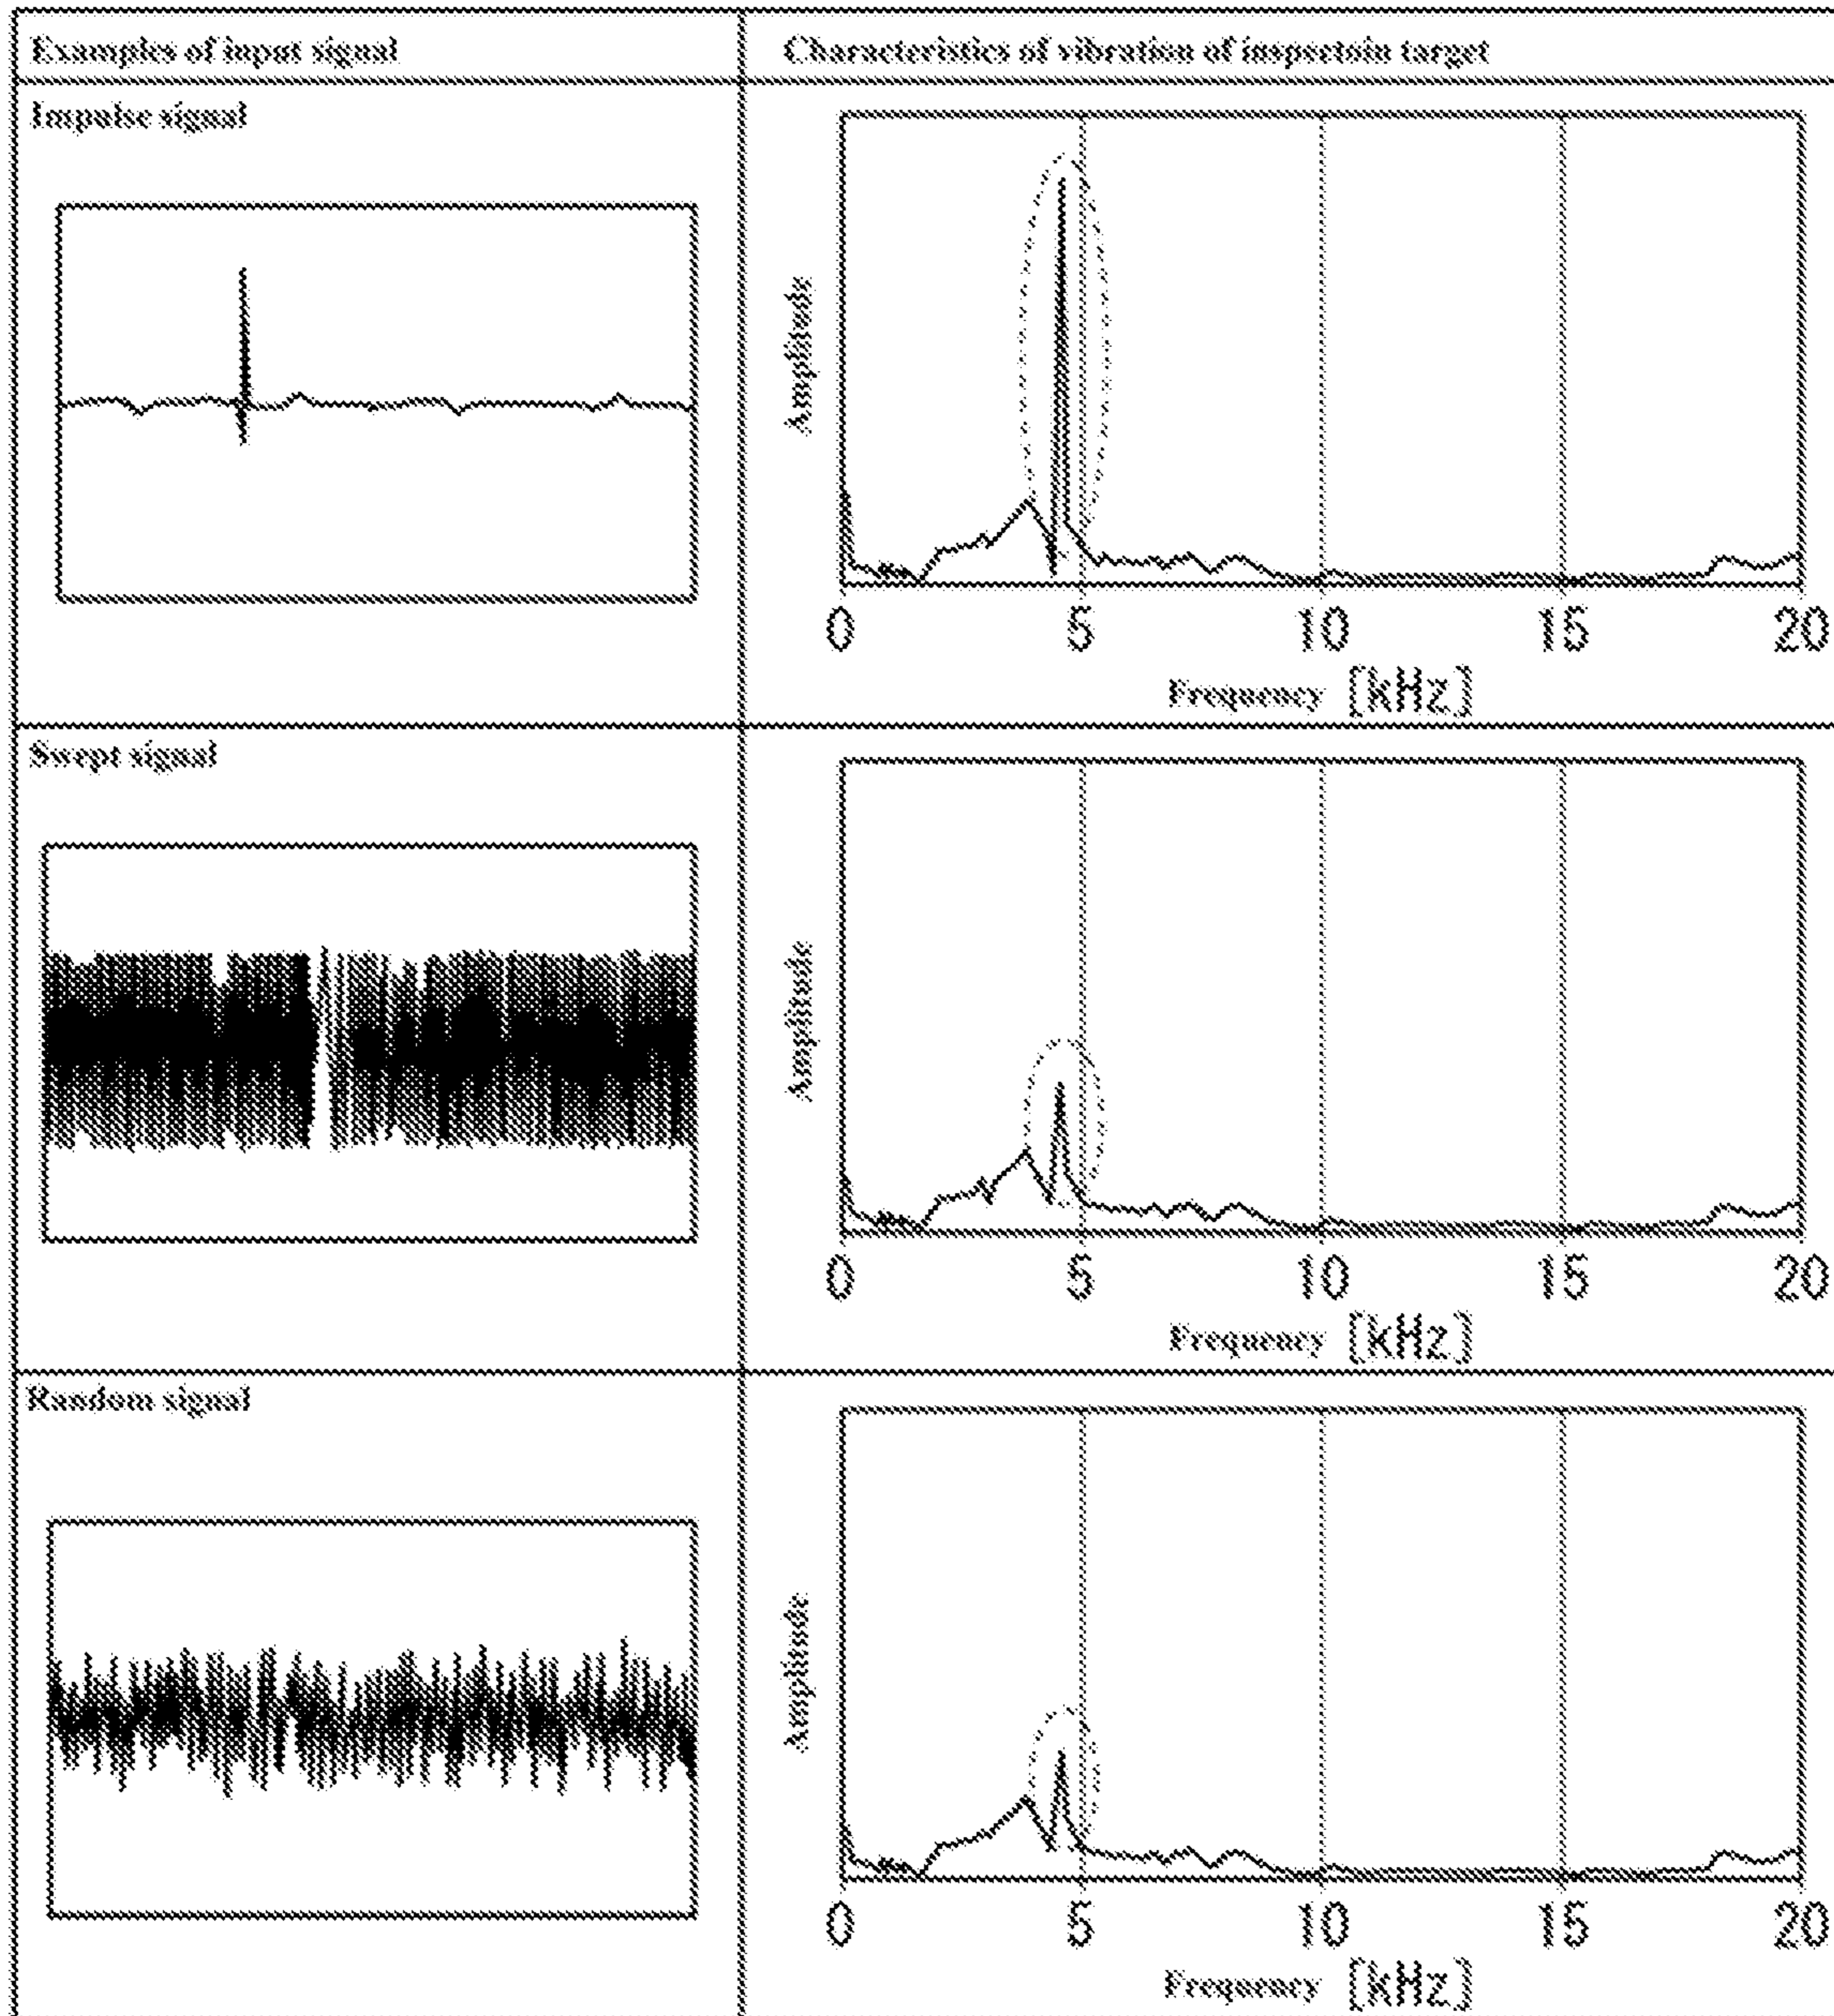 Examples of input signal
Characteristics of vibration of inspectoin target
Impulse signal
Amplitude
0 5 10 15 20
Frequency [kHz]
Swept signal
Amplitude
0 5 10 15 20
Frequency [kHz]
Random signal
Amplitude
0 5 10 15 20
Frequency [kHz]